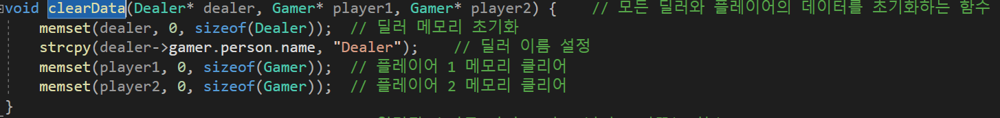 void clearData(Dealer* dealer, Gamer* player1, Gamer* player2) {    // 모든 딜러와 플레이어의 데이터를 초기화하는 함수
    memset(dealer, 0, sizeof(Dealer));  // 딜러 메모리 초기화
    strcpy(dealer->gamer.person.name, "Dealer");    // 딜러 이름 설정
    memset(player1, 0, sizeof(Gamer));  // 플레이어 1 메모리 클리어
    memset(player2, 0, sizeof(Gamer));  // 플레이어 2 메모리 클리어
}